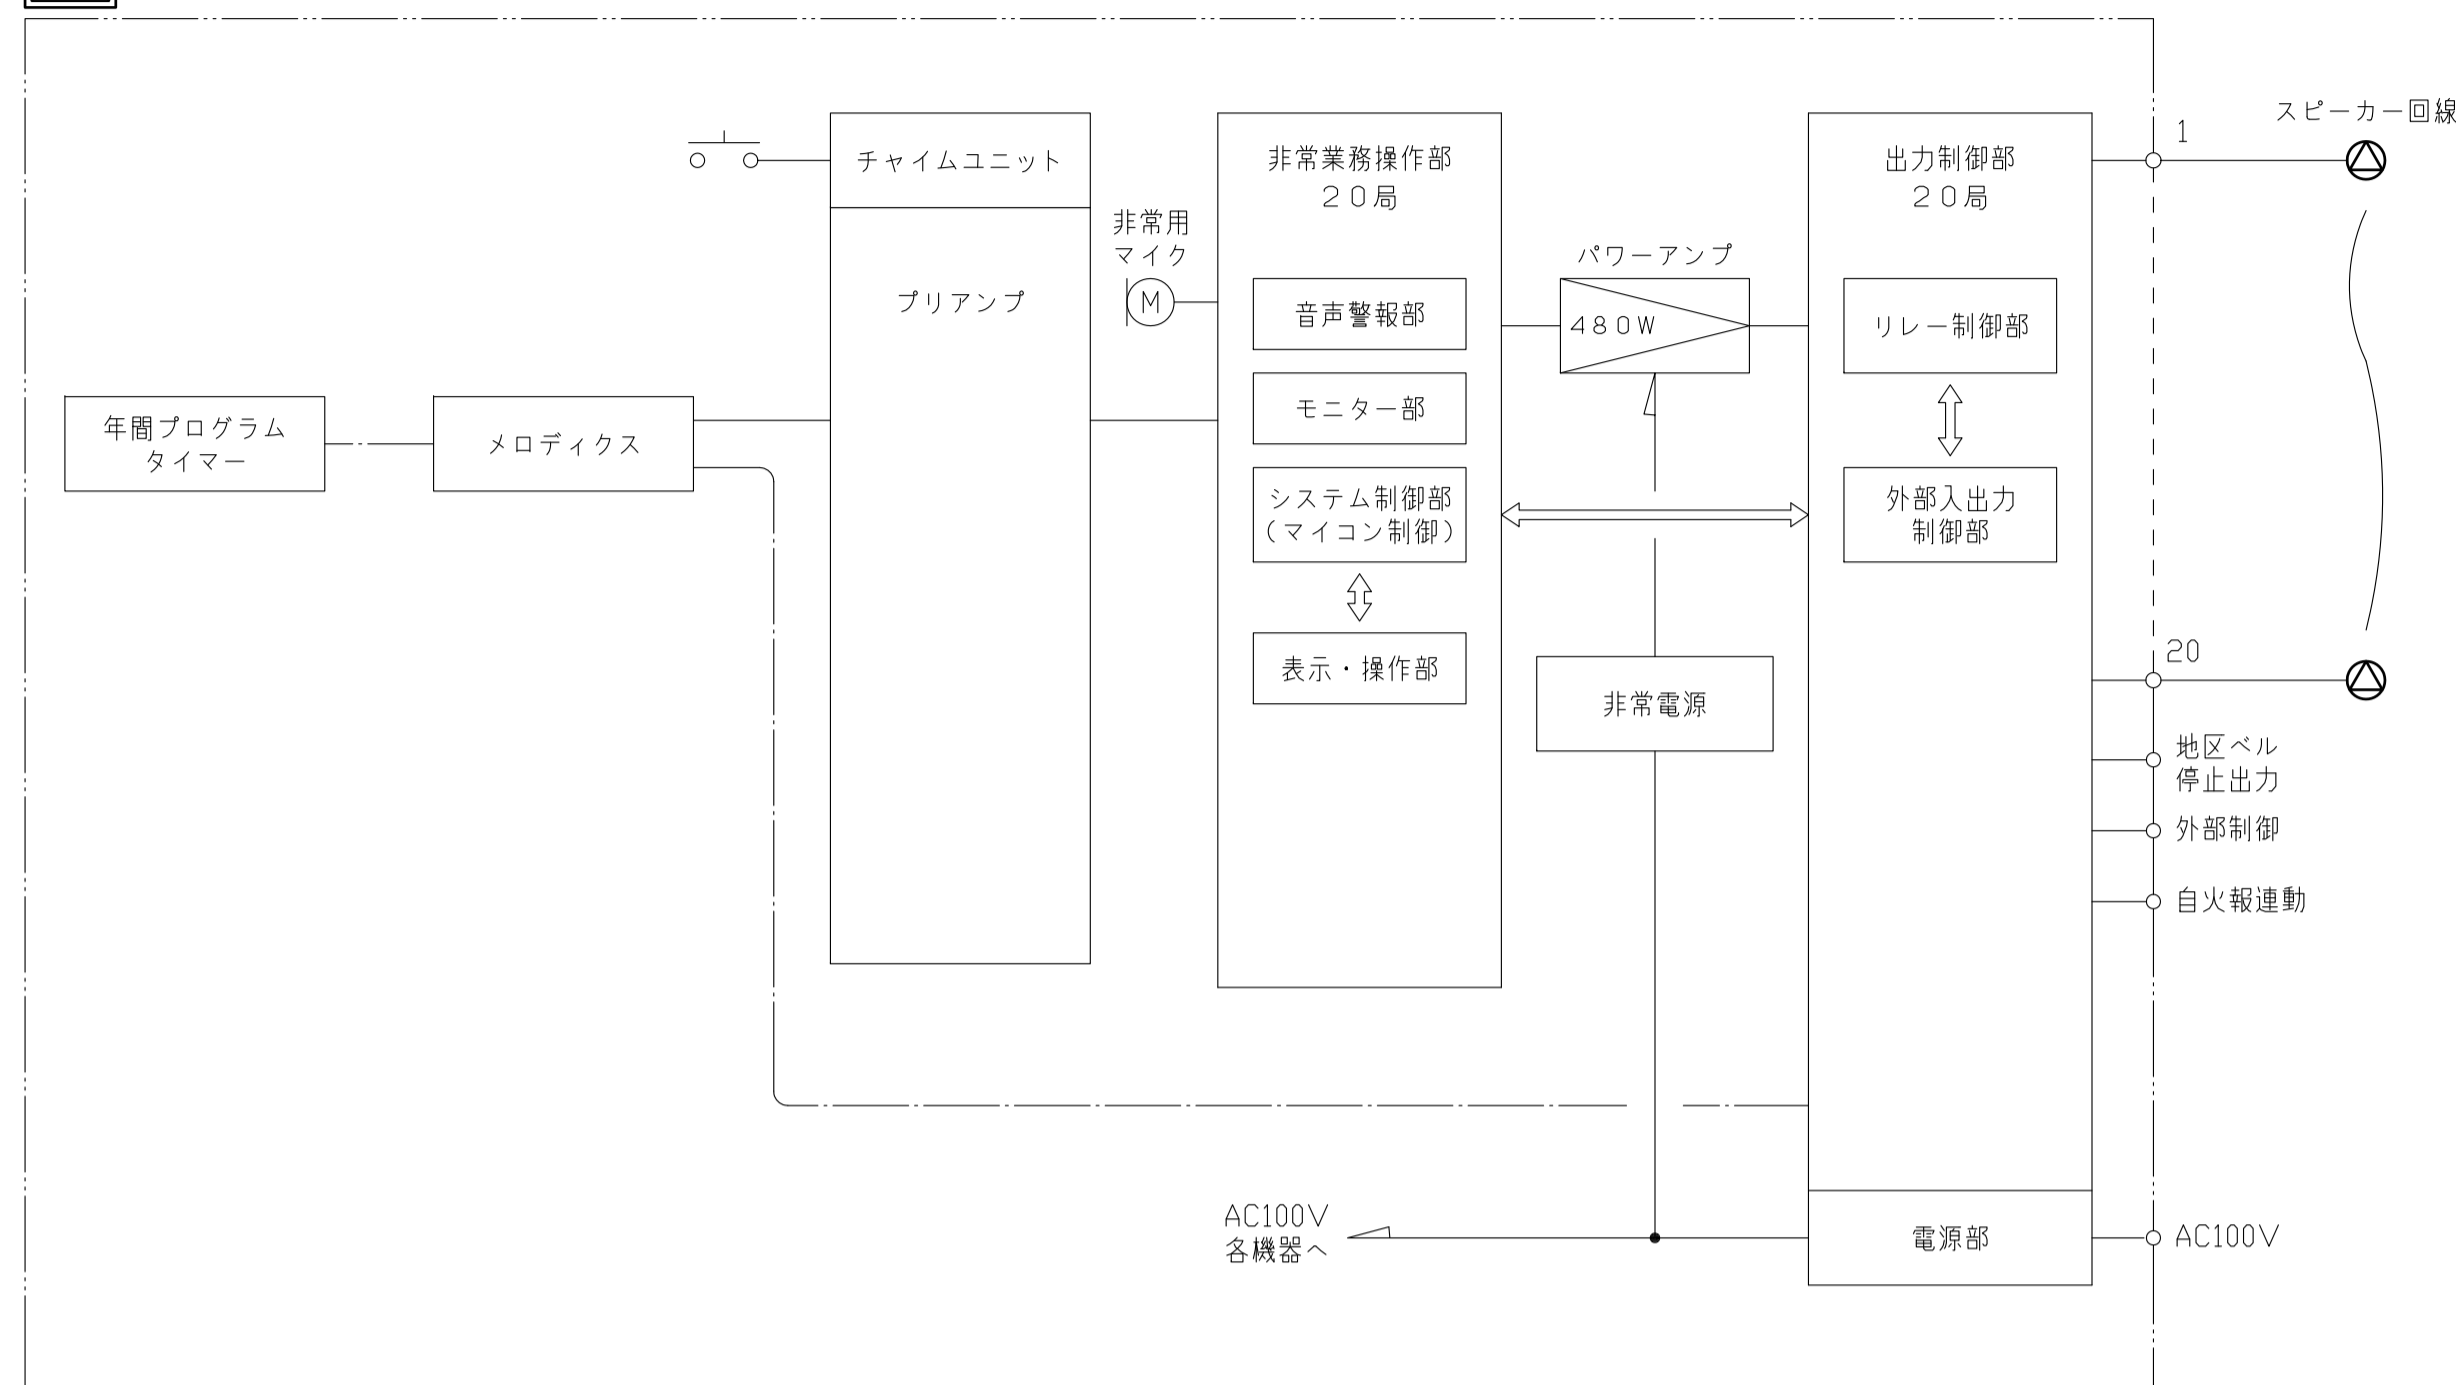 チャイムユニット
プリアンプ
非常用
マイク
M
非常業務操作部
20局
音声警報部
モニター部
システム制御部
(マイコン制御)
表示・操作部
パワーアンプ
480W
非常電源
出力制御部
20局
リレー制御部
外部入出力
制御部
電源部
年間プログラム
タイマー
メロディクス
スピーカー回線
1
20
地区ベル
停止出力
外部制御
自火報連動
AC100V
AC100V
各機器へ